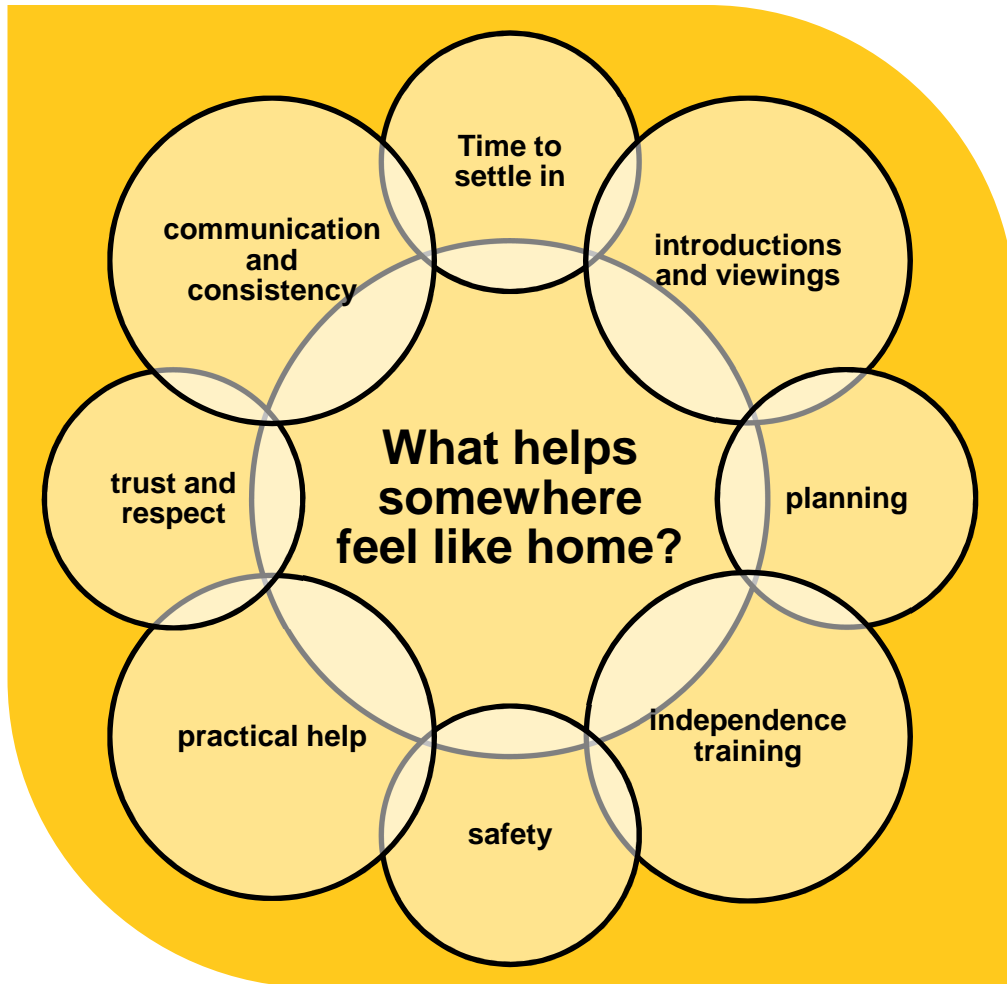 Time to
settle in
introductions
and viewings
planning
independence
training
safety
practical help
trust and
respect
communication
and
consistency
What helps
somewhere
feel like home?